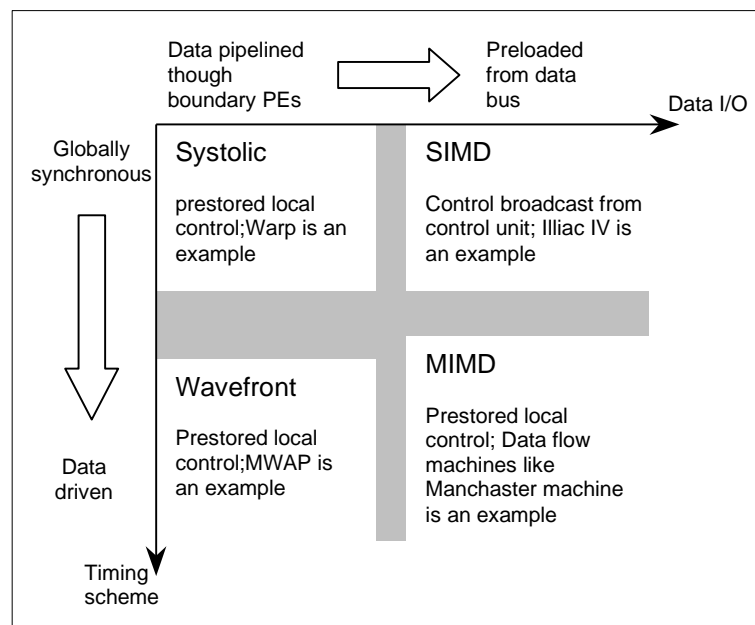 Data pipelined
though
boundary PEs
Preloaded
from data
bus
Data I/O
Globally
synchronous
Systolic
prestored local
control;Warp is an
example
SIMD
Control broadcast from
control unit; Illiac IV is
an example
Wavefront
Prestored local
control;MWAP is
an example
MIMD
Prestored local
control; Data flow
machines like
Manchaster machine
is an example
Data
driven
Timing
scheme